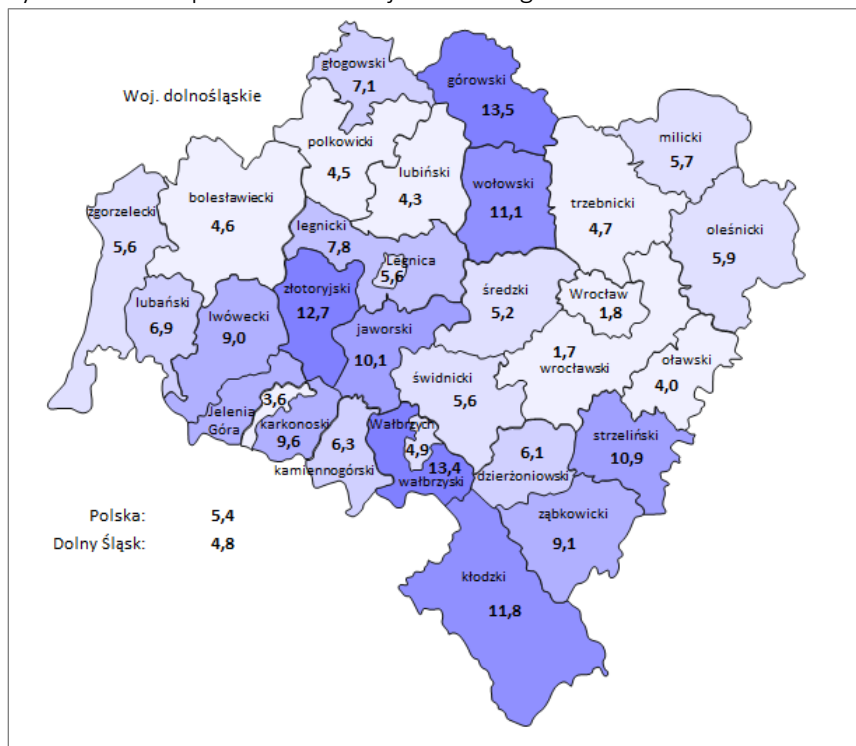 głogowski
7,1
górowski
13,5
Woj. dolnośląskie
polkowicki
4,5
lubiński
4,3
milicki
5,7
wołowski
11,1
trzebnicki
4,7
bolesławiecki
4,6
zgorzelecki
5,6
legnicki
7,8
Legnica
5,6
oleśnicki
5,9
złotoryjski
12,7
średzki
5,2
Wrocław
1,8
lubański
6,9
lwówecki
9,0
jaworski
10,1
1,7
wrocławski
oławski
4,0
świdnicki
5,6
Jelenia
Góra
3,6
karkonoski
9,6
6,3
kamiennogórski
Wałbrzych
4,9
13,4
wałbrzyski
6,1
dzierżoniowski
strzeliński
10,9
ząbkowicki
9,1
Polska: 5,4
Dolny Śląsk: 4,8
kłodzki
11,8